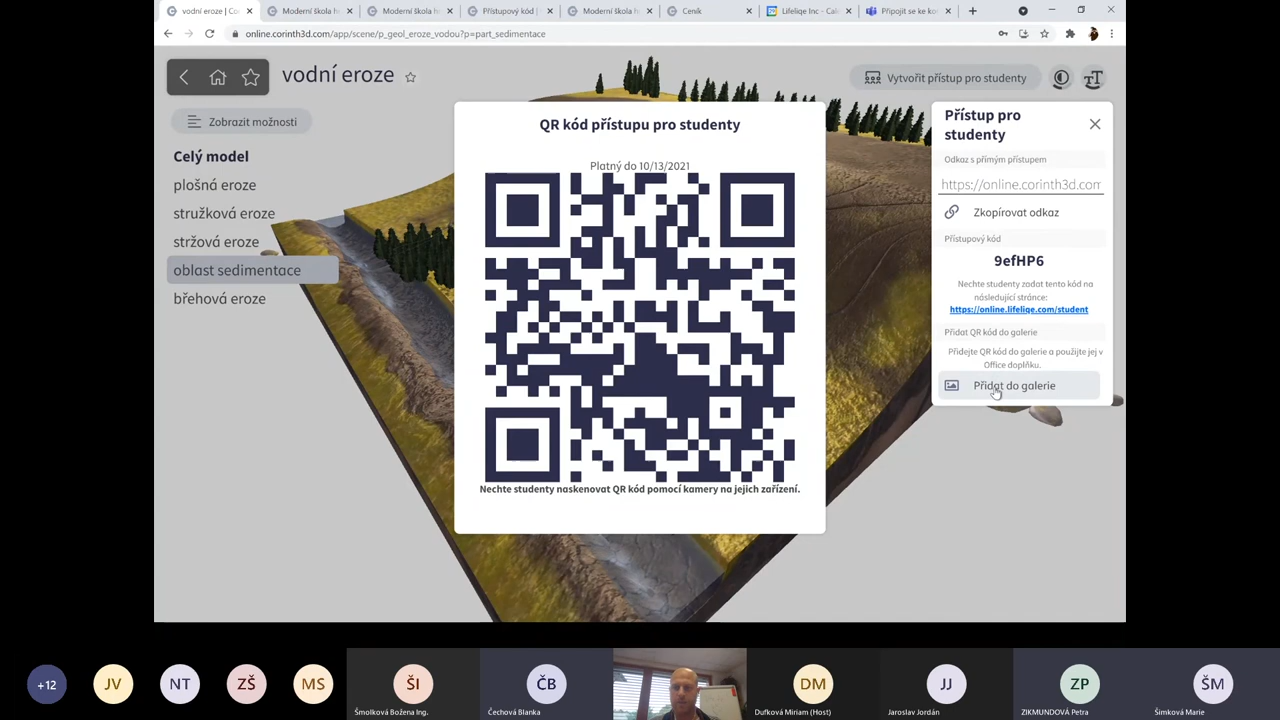 vodní eroze | Co
Moderní škola h
Moderní škola h
Přístupový kód |
Moderní škola h
Ceník
Lifeliqe Inc - Cale
Připojit se ke kon
online.corinth3d.com/app/scene/p_geol_eroze_vodou?p=part_sedimentace
vodní eroze
Vytvořit přístup pro studenty
Zobrazit možnosti
Celý model
plošná eroze
stružková eroze
stržová eroze
oblast sedimentace
břehová eroze
QR kód přístupu pro studenty
Platný do 10/13/2021
Nechte studenty naskenovat QR kód pomocí kamery na jejich zařízení.
Přístup pro
studenty
Odkaz s přímým přístupem
https://online.corinth3d.com
Zkopírovat odkaz
Přístupový kód
9efHP6
Nechte studenty zadat tento kód na
následující stránce:
https://online.lifeliqe.com/student
Přidat QR kód do galerie
Přidejte QR kód do galerie a použijte jej v
Office doplňku.
Přidat do galerie
+12
JV
NT
ZŠ
MS
ŠI
Šmolková Božena Ing.
ČB
Čechová Blanka
DM
Dufková Miriam (Host)
JJ
Jaroslav Jordán
ZP
ZIKMUNDOVÁ Petra
ŠM
Šimková Marie